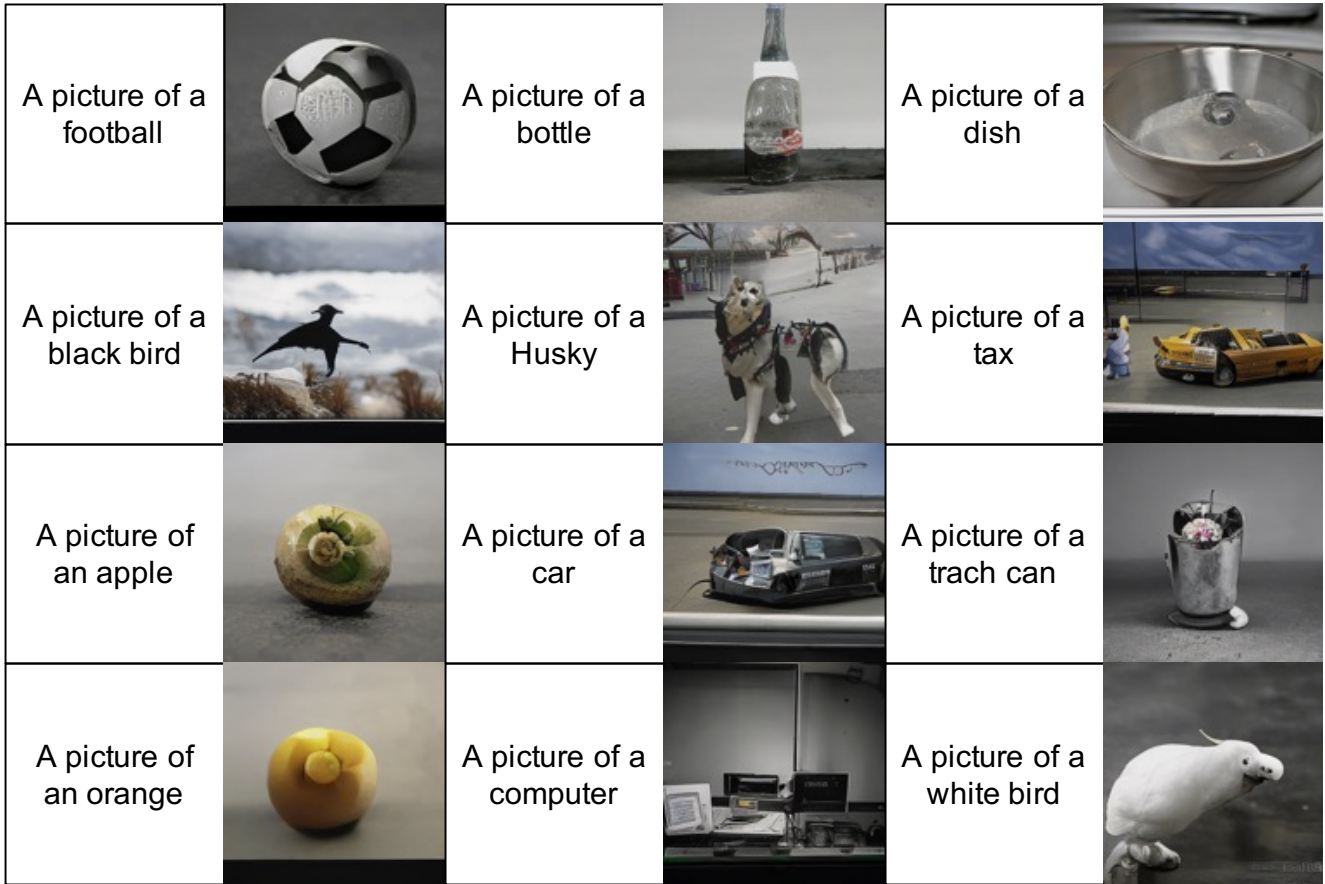 A picture of a
football
A picture of a
bottle
A picture of a
dish
A picture of a
black bird
A picture of a
Husky
A picture of a
tax
A picture of
an apple
A picture of a
car
A picture of a
trach can
A picture of
an orange
A picture of a
computer
A picture of a
white bird